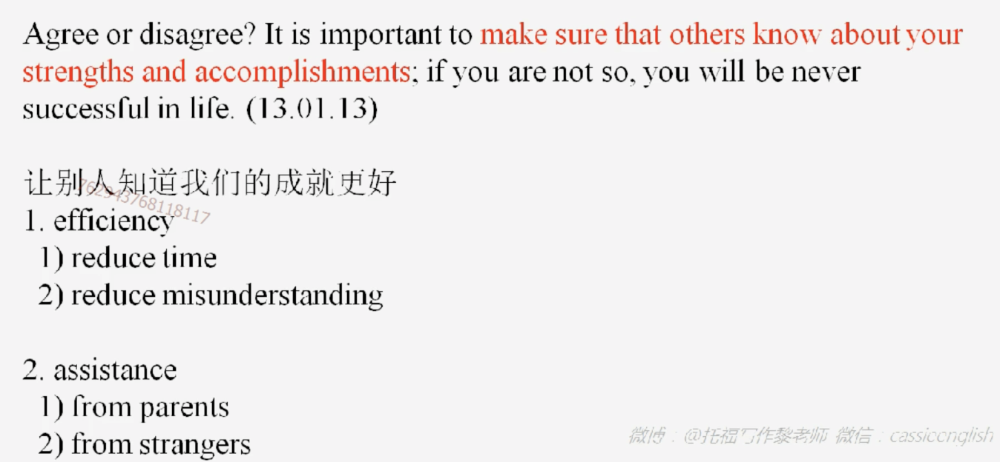 Agree or disagree? It is important to make sure that others know about your
strengths and accomplishments; if you are not so, you will be never
successful in life. (13.01.13)
让别人知道我们的成就更好
762943768118117
1. efficiency
1) reduce time
2) reduce misunderstanding
2. assistance
1) from parents
2) from strangers
微博：@托福写作黎老师 微信：cassieenglish